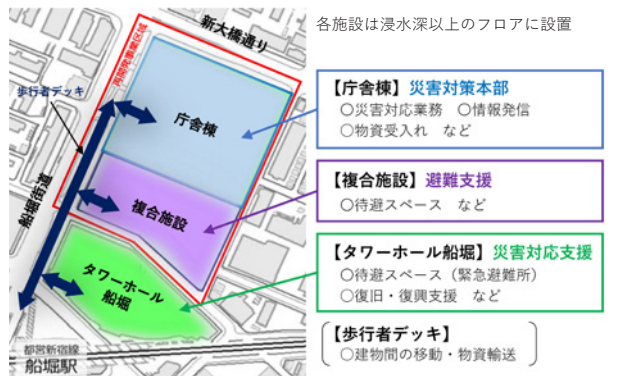 各施設は浸水深以上のフロアに設置
新大橋通り
再開発事業区域
歩行者デッキ
庁舎棟
複合施設
船堀街道
タワーホール
船堀
都営新宿線
船堀駅
【庁舎棟】災害対策本部
○災害対応業務 ○情報発信
○物資受入れ など
【複合施設】避難支援
○待避スペース など
【タワーホール船堀】災害対応支援
○待避スペース(緊急避難所)
○復旧・復興支援 など
【歩行者デッキ】
○建物間の移動・物資輸送